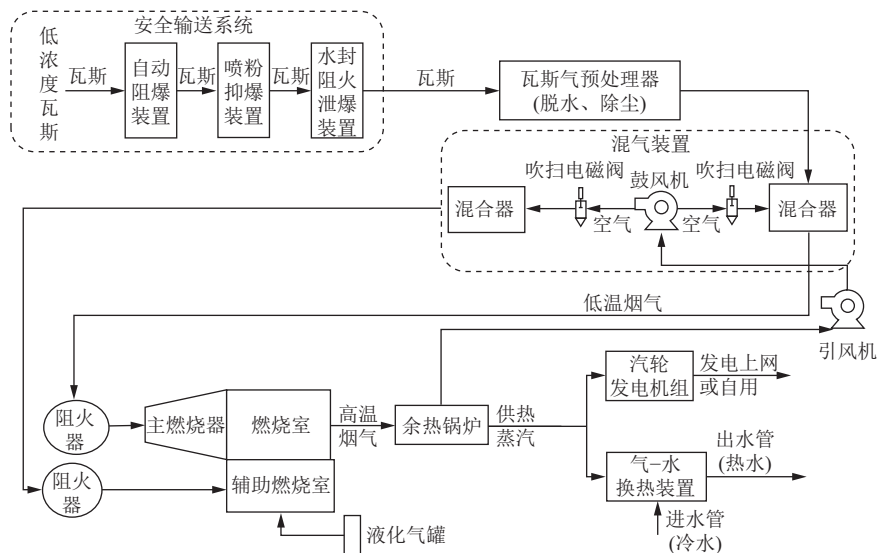 安全输送系统
低
浓
度
瓦
斯
瓦斯
自动
阻爆
装置
瓦斯
喷粉
抑爆
装置
瓦斯
水封
阻火
泄爆
装置
瓦斯
瓦斯气预处理器
(脱水、除尘)
混气装置
吹扫电磁阀
鼓风机
吹扫电磁阀
混合器
空气
空气
混合器
低温烟气
引风机
阻火
器
主燃烧器
燃烧室
高温
烟气
余热锅炉
供热
蒸汽
汽轮
发电机组
发电上网
或自用
阻火
器
辅助燃烧室
液化气罐
气-水
换热装置
出水管
(热水)
进水管
(冷水)